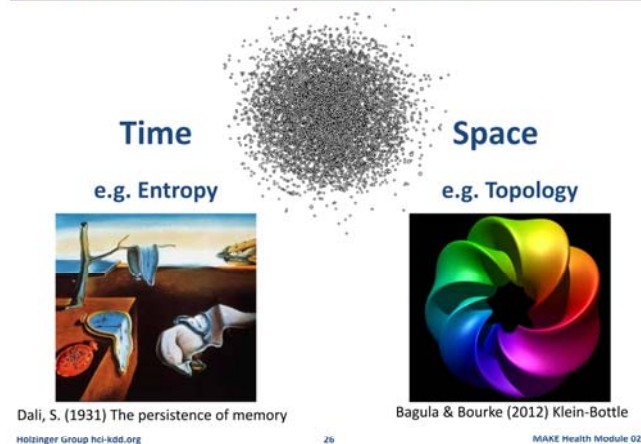 Time
Space
e.g. Entropy
e.g. Topology
Dali, S. (1931) The persistence of memory
Bagula & Bourke (2012) Klein-Bottle
Holzinger Group hci-kdd.org
26
MAKE Health Module 02